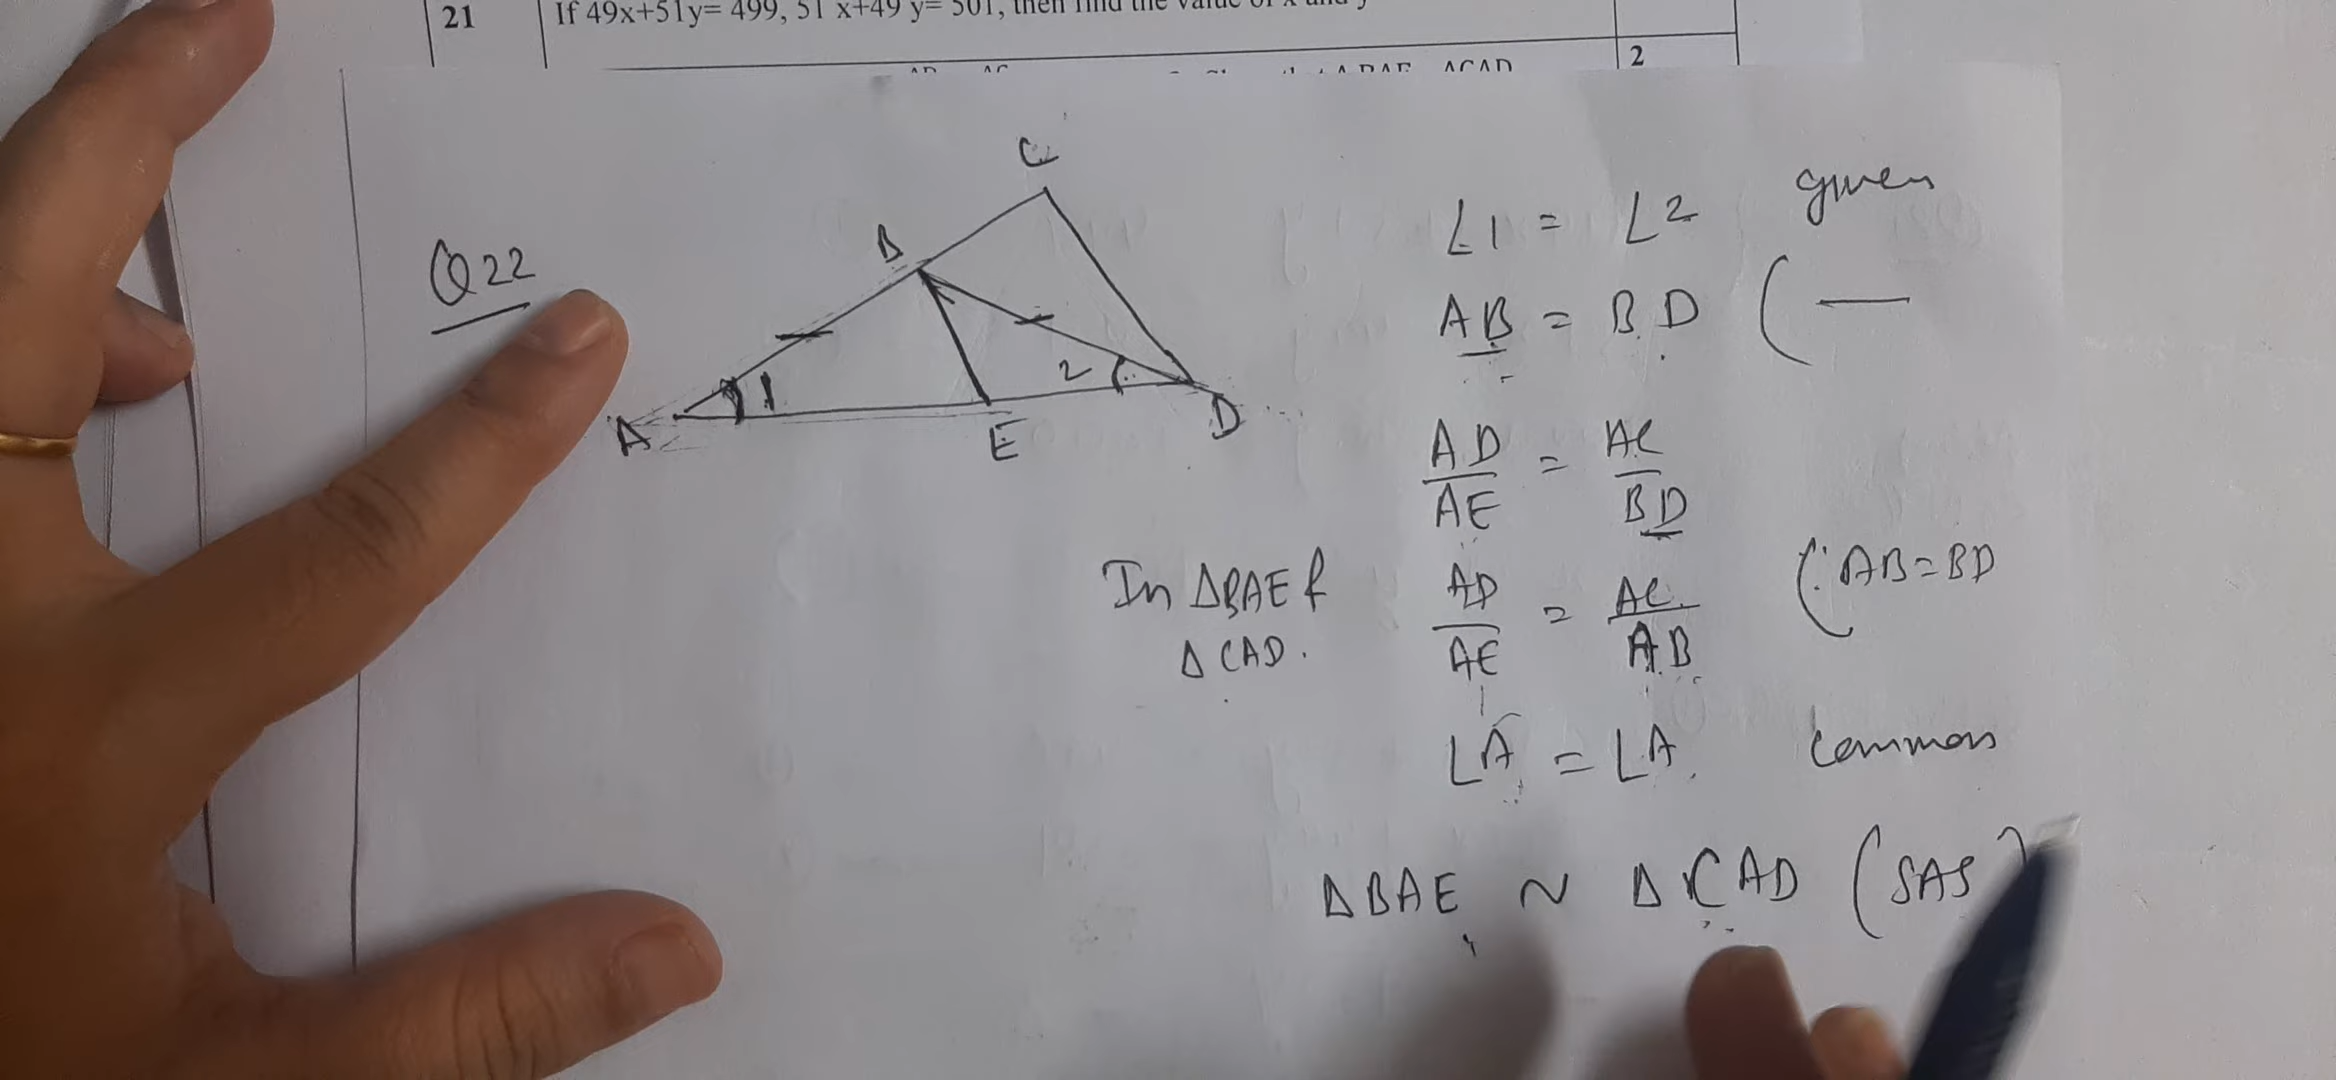 21 If 49x+51y= 499, 51 x+49 y= 501, then find the value of x and y
2
Q22
C
B
1
2
A
E
D
∠1 = ∠2 given
AB = BD ( —
AD/AE = AC/BD
In ΔBAE & AD/AE = AC/AB (∵ AB=BD
Δ CAD.
∠A = ∠A common
ΔBAE ~ ΔCAD (SAS)